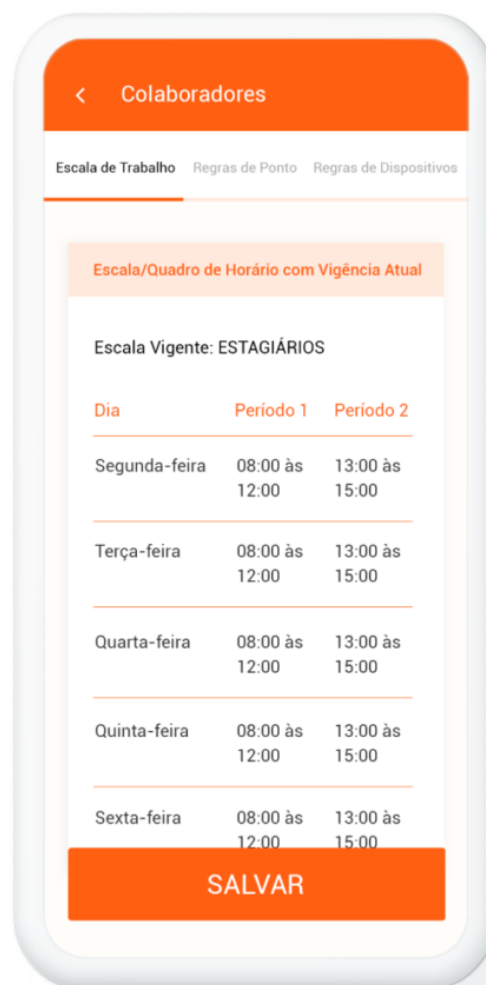 Colaboradores
Escala de Trabalho Regras de Ponto Regras de Dispositivos
Escala/Quadro de Horário com Vigência Atual
Escala Vigente: ESTAGIÁRIOS
Dia Período 1 Período 2
Segunda-feira 08:00 às 13:00 às
12:00 15:00
Terça-feira 08:00 às 13:00 às
12:00 15:00
Quarta-feira 08:00 às 13:00 às
12:00 15:00
Quinta-feira 08:00 às 13:00 às
12:00 15:00
Sexta-feira 08:00 às 13:00 às
12:00 15:00
SALVAR